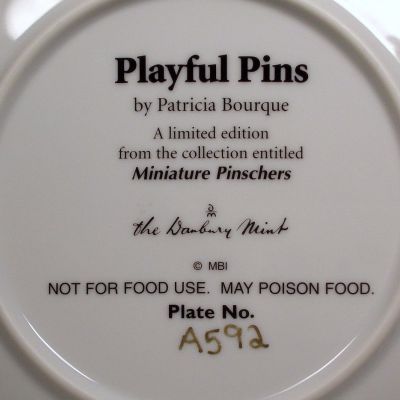 Playful Pins
by Patricia Bourque
A limited edition
from the collection entitled
Miniature Pinschers
the Danbury Mint
© MBI
NOT FOR FOOD USE. MAY POISON FOOD.
Plate No.
A592